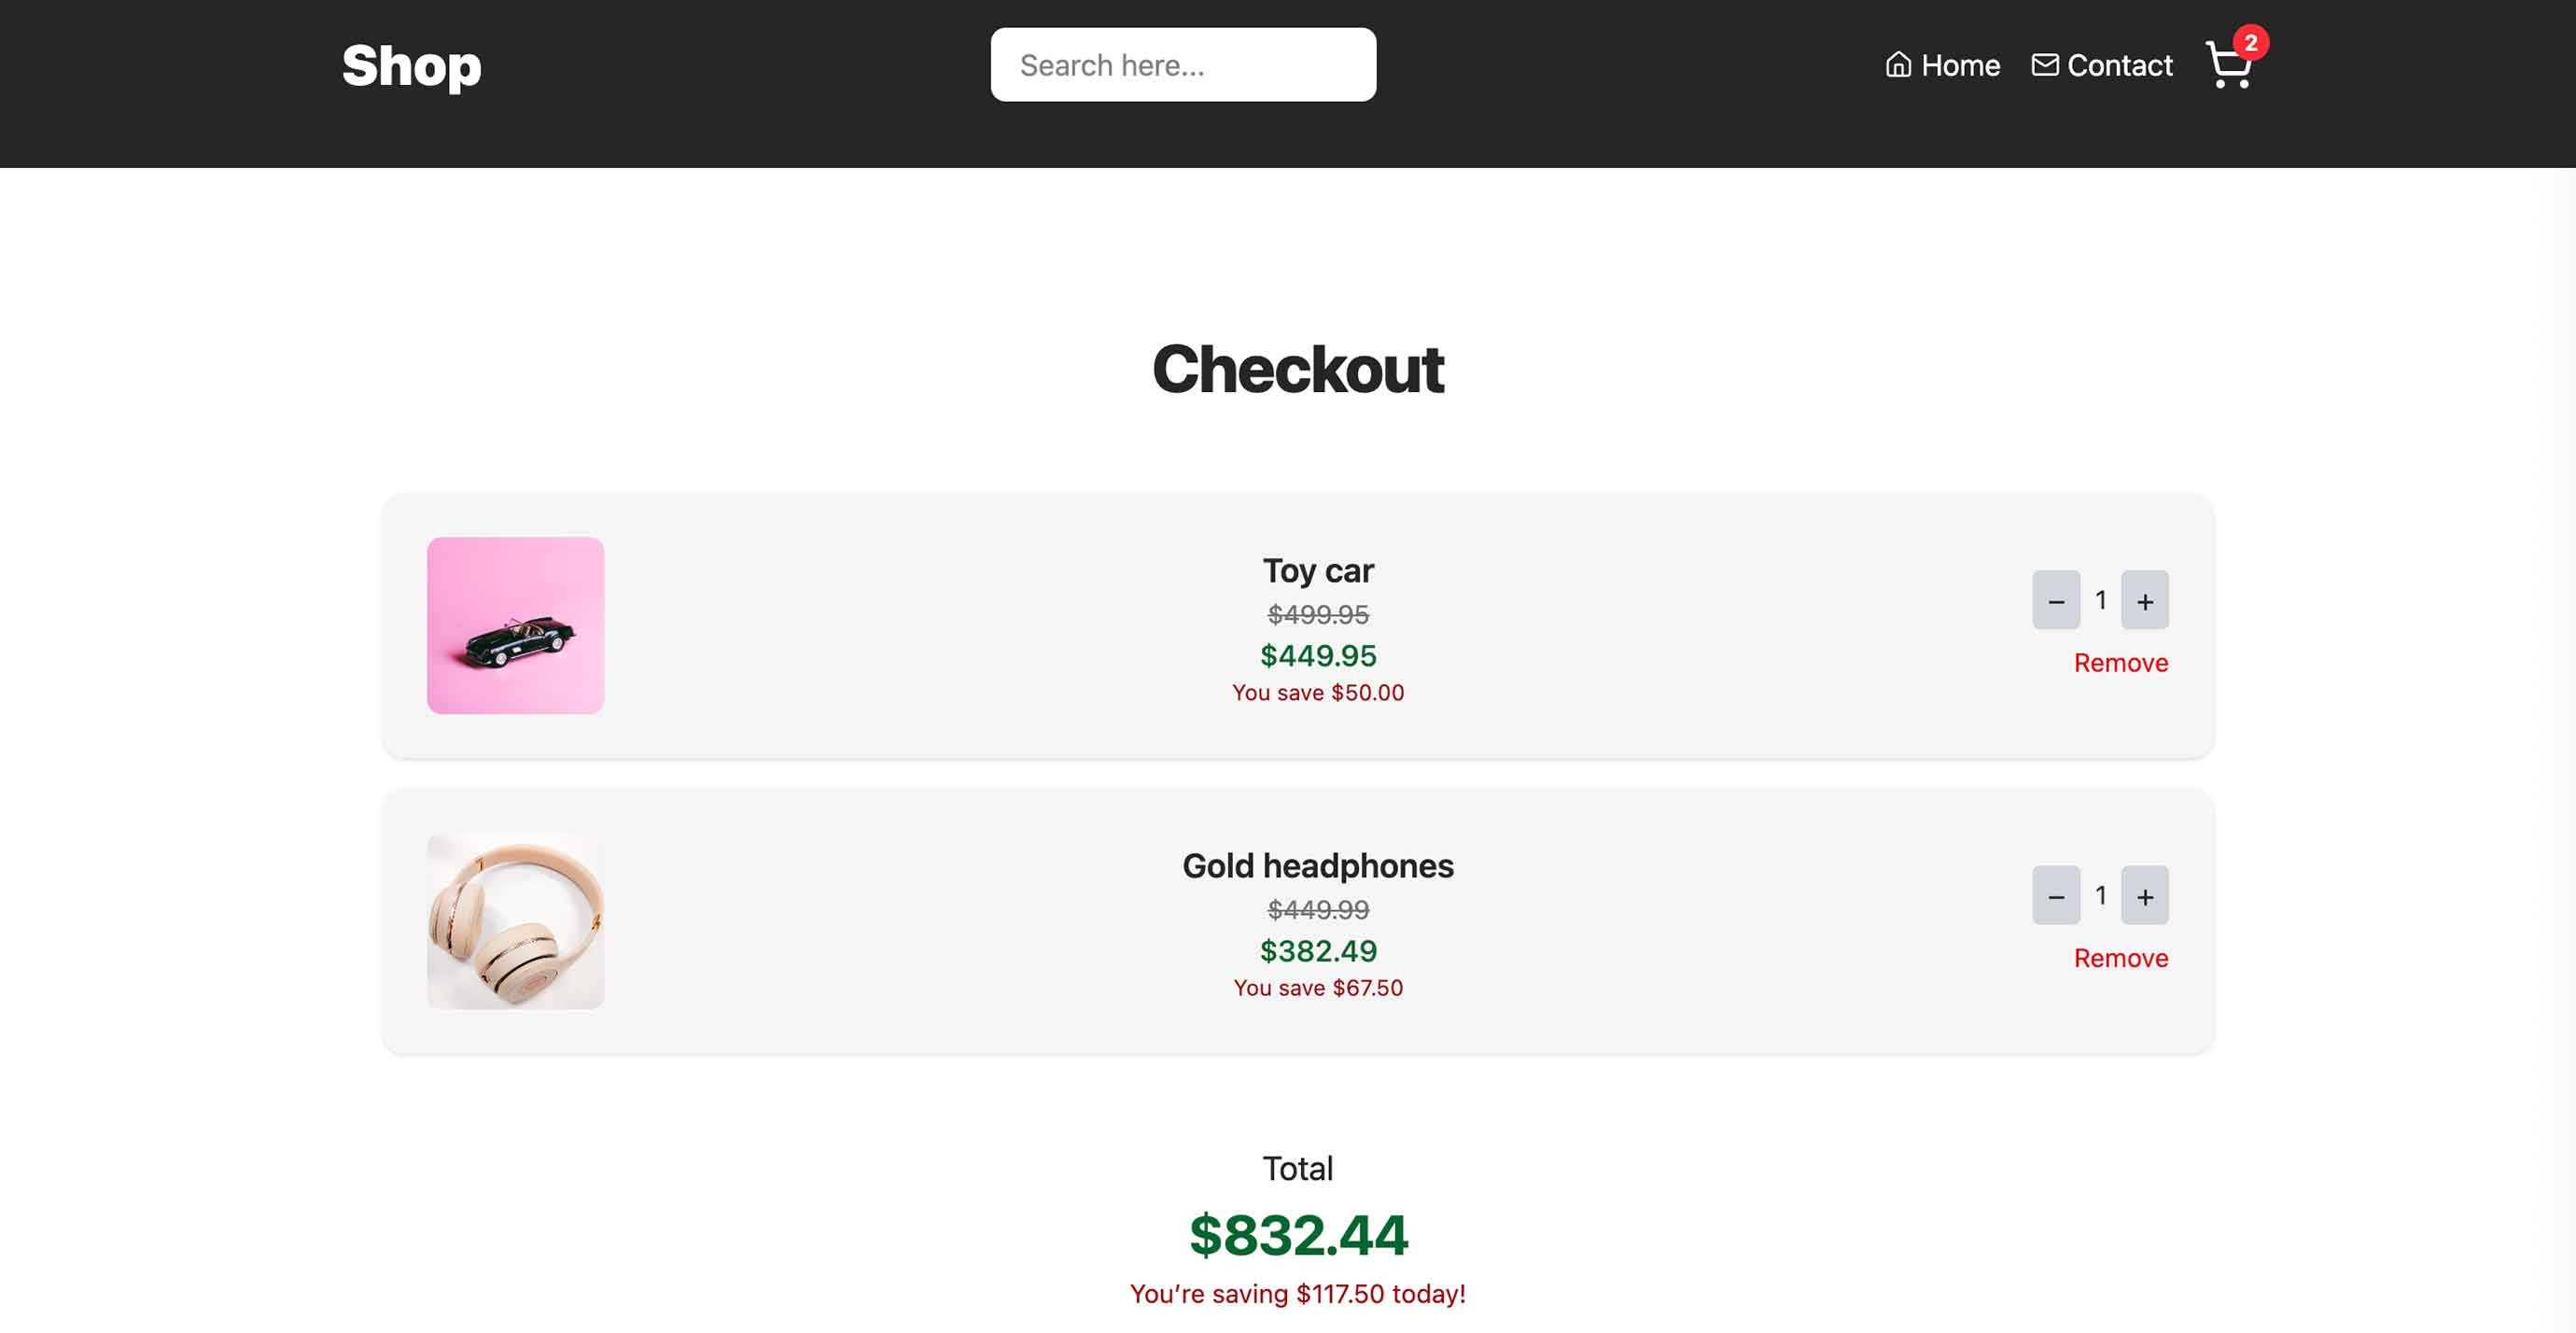 Shop
Search here...
Home
Contact
2
Checkout
Toy car
$499.95
$449.95
You save $50.00
– 1 +
Remove
Gold headphones
$449.99
$382.49
You save $67.50
– 1 +
Remove
Total
$832.44
You’re saving $117.50 today!